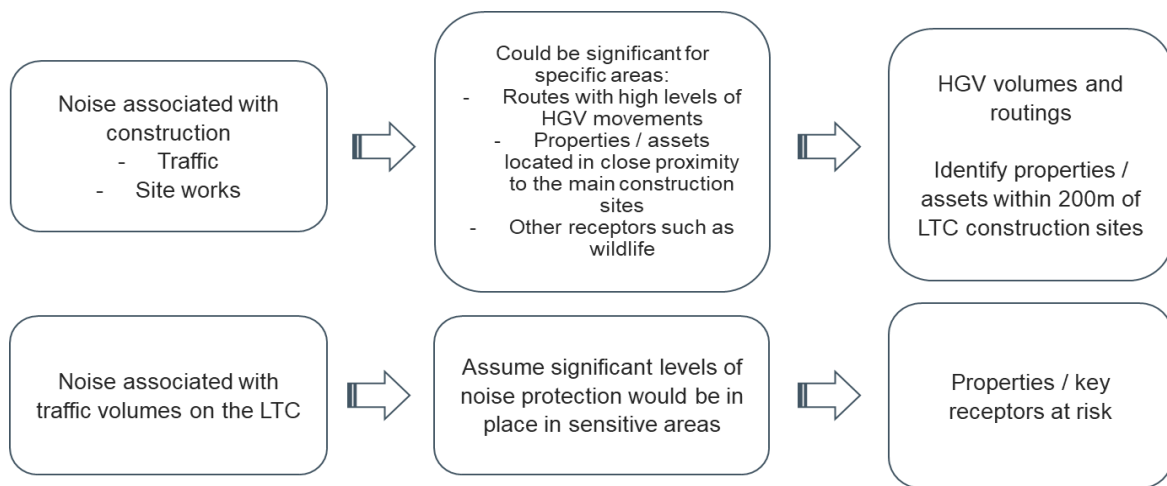 Noise associated with
construction
- Traffic
- Site works
Could be significant for
specific areas:
- Routes with high levels of
HGV movements
- Properties / assets
located in close proximity
to the main construction
sites
- Other receptors such as
wildlife
HGV volumes and
routings
Identify properties /
assets within 200m of
LTC construction sites
Noise associated with
traffic volumes on the LTC
Assume significant levels of
noise protection would be in
place in sensitive areas
Properties / key
receptors at risk